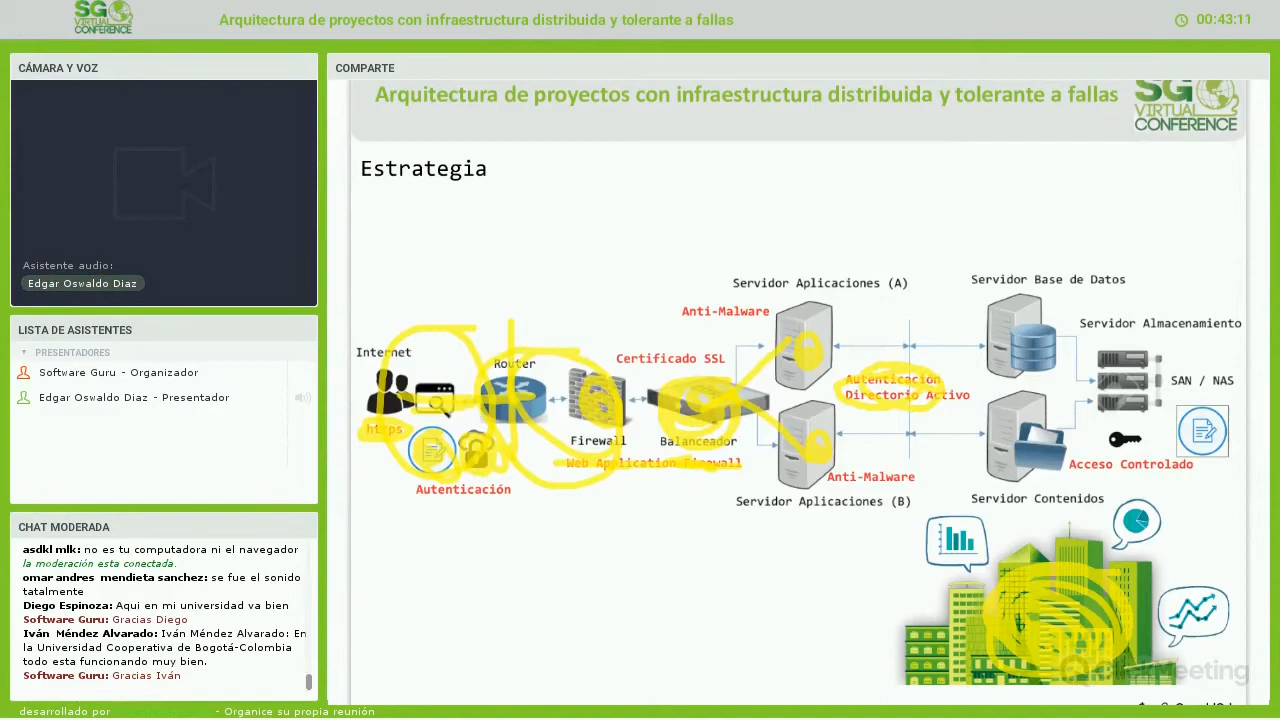 SG
VIRTUAL
CONFERENCE
Arquitectura de proyectos con infraestructura distribuida y tolerante a fallas
00:43:11
CÁMARA Y VOZ
Asistente audio:
Edgar Oswaldo Diaz
LISTA DE ASISTENTES
PRESENTADORES
Software Guru - Organizador
Edgar Oswaldo Diaz - Presentador
CHAT MODERADA
asdkl mlk: no es tu computadora ni el navegador
la moderación esta conectada.
omar andres mendieta sanchez: se fue el sonido
tatalmente
Diego Espinoza: Aqui en mi universidad va bien
Software Guru: Gracias Diego
Iván Méndez Alvarado: Iván Méndez Alvarado: En
la Universidad Cooperativa de Bogotá-Colombia
todo esta funcionando muy bien.
Software Guru: Gracias Iván
desarrollado por
- Organice su propia reunión
COMPARTE
Arquitectura de proyectos con infraestructura distribuida y tolerante a fallas
SG
VIRTUAL
CONFERENCE
Estrategia
Servidor Aplicaciones (A)
Servidor Base de Datos
Anti-Malware
Servidor Almacenamiento
Internet
Router
Certificado SSL
SAN / NAS
Autenticación
Directorio Activo
https
Firewall
Balanceador
Web Application Firewall
Acceso Controlado
Anti-Malware
Autenticación
Servidor Aplicaciones (B)
Servidor Contenidos
ClickMeeting